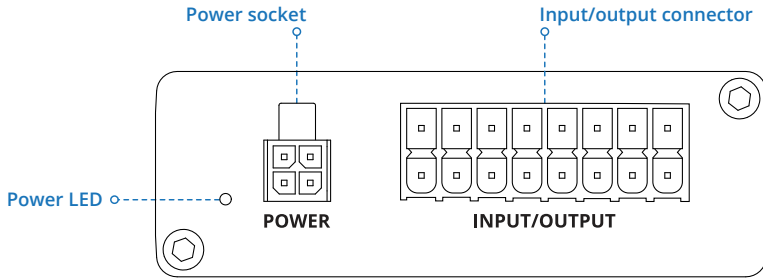 Power socket
Input/output connector
Power LED
POWER
INPUT/OUTPUT